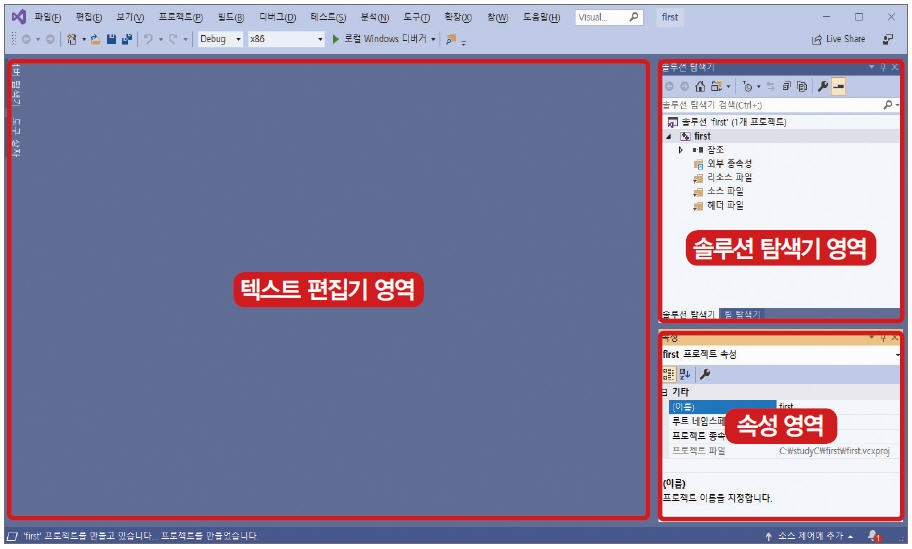 파일(F) 편집(E) 보기(V) 프로젝트(P) 빌드(B) 디버그(D) 테스트(S) 분석(N) 도구(T) 확장(X) 창(W) 도움말(H) Visual... first
Debug x86 로컬 Windows 디버거 Live Share
서버 탐색기 도구 상자
텍스트 편집기 영역
솔루션 탐색기
솔루션 탐색기 검색(Ctrl+;)
솔루션 'first' (1개 프로젝트)
first
참조
외부 종속성
리소스 파일
소스 파일
헤더 파일
솔루션 탐색기 영역
솔루션 탐색기 팀 탐색기
속성
first 프로젝트 속성
기타
(이름) first
루트 네임스페
프로젝트 종속
속성 영역
프로젝트 파일 C:₩studyC₩first₩first.vcxproj
(이름)
프로젝트 이름을 지정합니다.
'first' 프로젝트를 만들고 있습니다... 프로젝트를 만들었습니다. 소스 제어에 추가 1